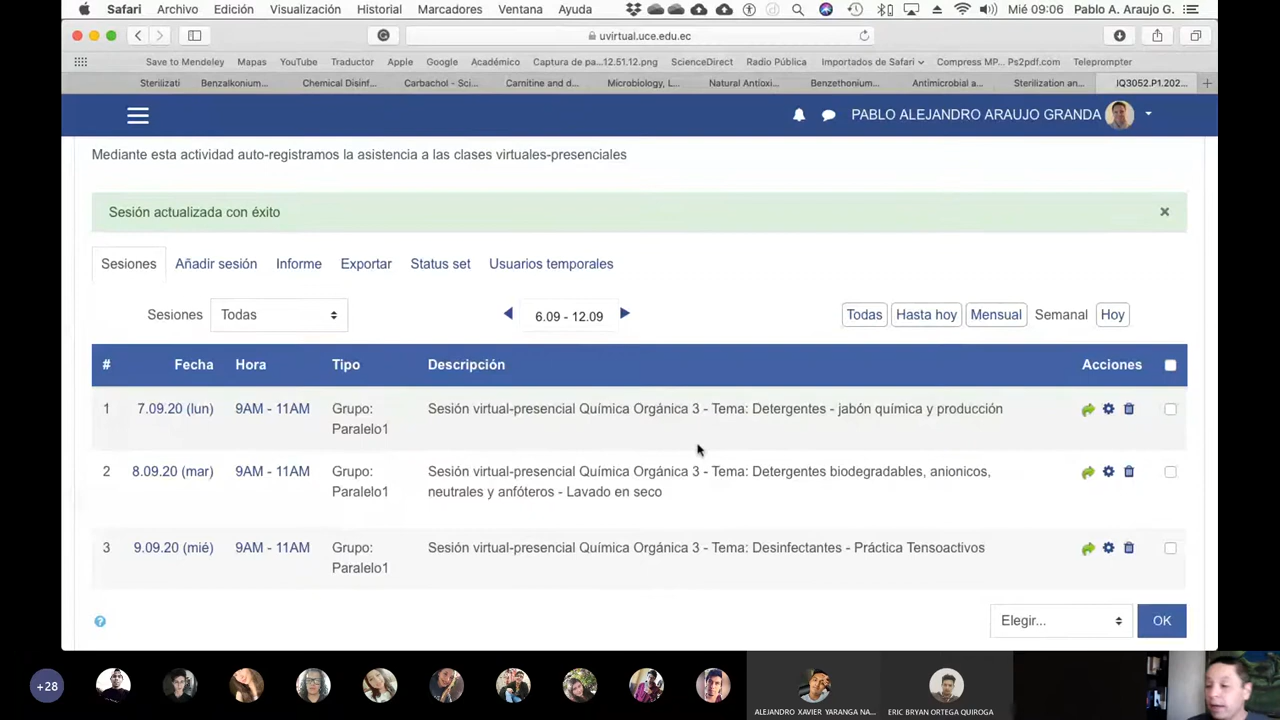 Safari Archivo Edición Visualización Historial Marcadores Ventana Ayuda Mié 09:06 Pablo A. Araujo G.
uvirtual.uce.edu.ec
Save to Mendeley Mapas YouTube Traductor Apple Google Académico Captura de pa...12.51.12.png ScienceDirect Radio Pública Importados de Safari Compress MP... Ps2pdf.com Teleprompter
Sterilizati Benzalkonium... Chemical Disinf... Carbachol - Sci... Carnitine and d... Microbiology, L... Natural Antioxi... Benzethonium... Antimicrobial a... Sterilization an... IQ3052.P1.202...
PABLO ALEJANDRO ARAUJO GRANDA
Mediante esta actividad auto-registramos la asistencia a las clases virtuales-presenciales
Sesión actualizada con éxito ×
Sesiones Añadir sesión Informe Exportar Status set Usuarios temporales
Sesiones Todas 6.09 - 12.09 Todas Hasta hoy Mensual Semanal Hoy
# Fecha Hora Tipo Descripción Acciones
1 7.09.20 (lun) 9AM - 11AM Grupo: Sesión virtual-presencial Química Orgánica 3 - Tema: Detergentes - jabón química y producción
Paralelo1
2 8.09.20 (mar) 9AM - 11AM Grupo: Sesión virtual-presencial Química Orgánica 3 - Tema: Detergentes biodegradables, anionicos,
Paralelo1 neutrales y anfóteros - Lavado en seco
3 9.09.20 (mié) 9AM - 11AM Grupo: Sesión virtual-presencial Química Orgánica 3 - Tema: Desinfectantes - Práctica Tensoactivos
Paralelo1
? Elegir... OK
+28
ALEJANDRO XAVIER YARANGA NA... ERIC BRYAN ORTEGA QUIROGA